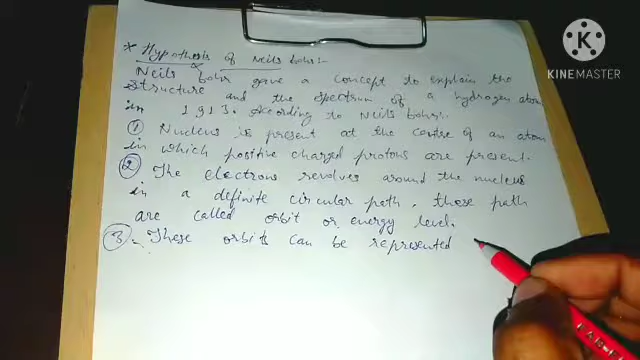 * Hypothesis of Neils bohr:-
Neils bohr gave a concept to explain the
structure and the spectrum of a hydrogen atom
in 1913. According to Neils bohr:-
① Nucleus is present at the centre of an atom
in which positive charged protons are present.
② The electrons revolves around the nucleus
in a definite circular path. These path
are called orbit or energy level.
③ These orbits can be represented
K
KINEMASTER